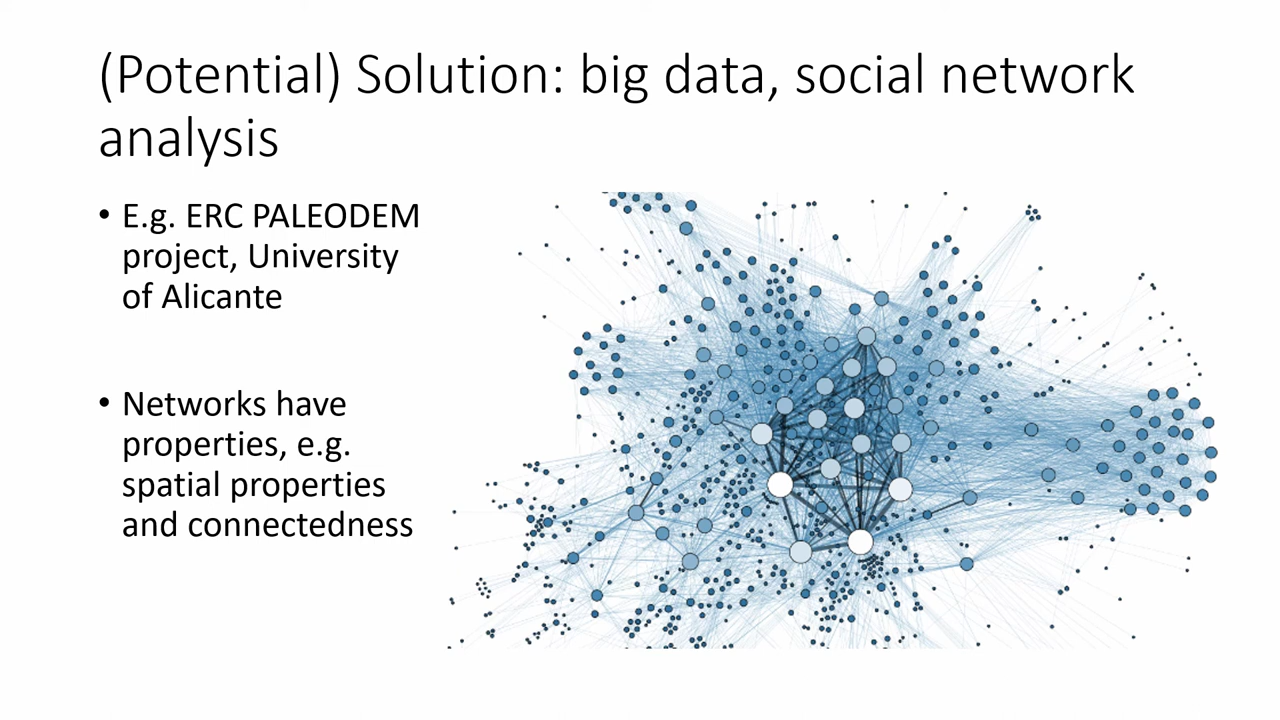 (Potential) Solution: big data, social network
analysis
• E.g. ERC PALEODEM
project, University
of Alicante
• Networks have
properties, e.g.
spatial properties
and connectedness